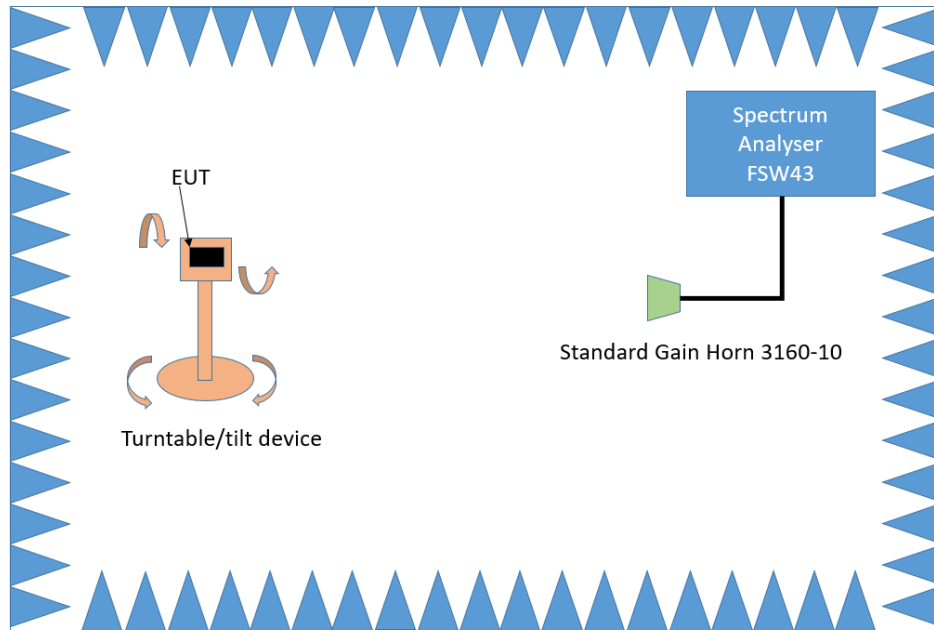 Spectrum
Analyser
FSW43
EUT
Standard Gain Horn 3160-10
Turntable/tilt device